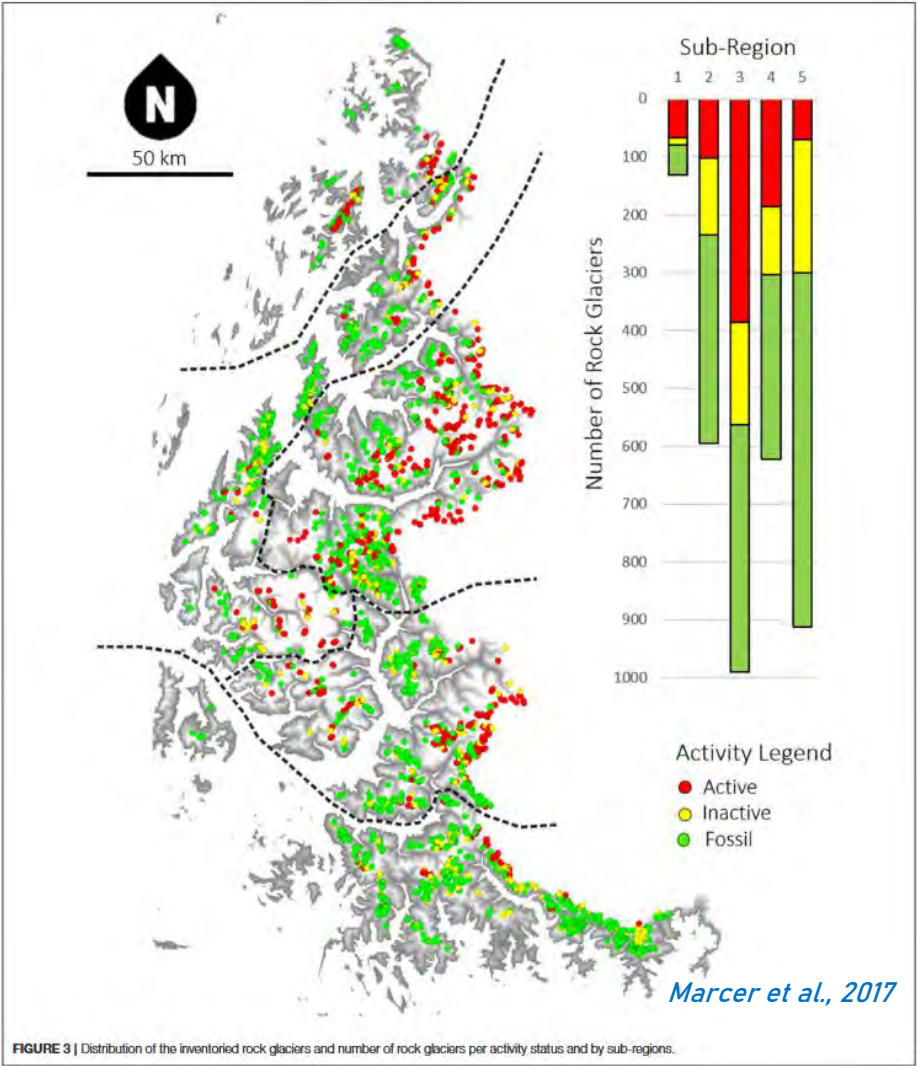 N
50 km
Sub-Region
1 2 3 4 5
0
100
200
300
400
500
600
700
800
900
1000
Number of Rock Glaciers
Activity Legend
Active
Inactive
Fossil
Marcer et al., 2017
FIGURE 3 | Distribution of the inventoried rock glaciers and number of rock glaciers per activity status and by sub-regions.